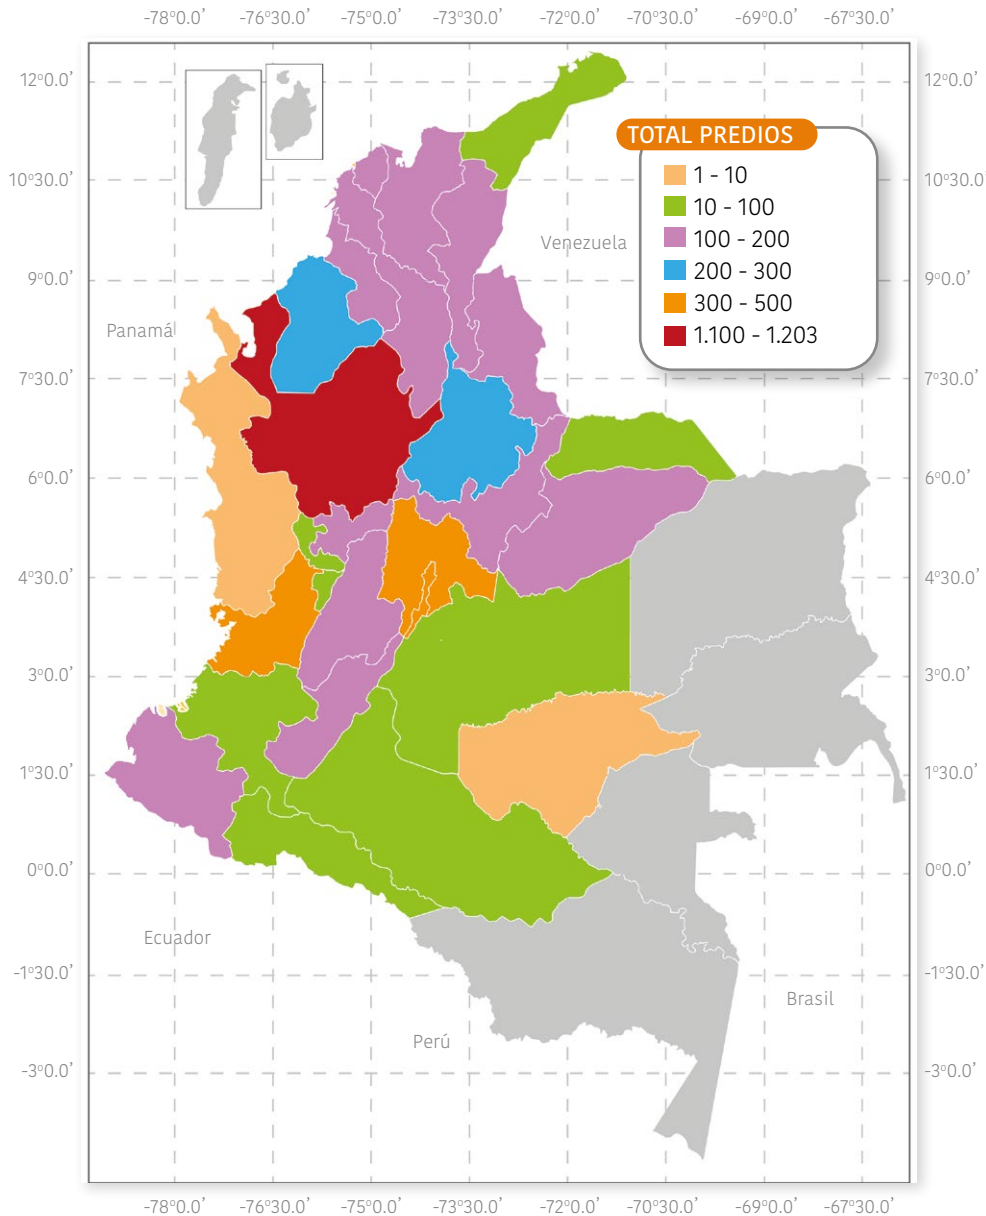 -78º0.0’ -76º30.0’ -75º0.0’ -73º30.0’ -72º0.0’ -70º30.0’ -69º0.0’ -67º30.0’
12º0.0’ 12º0.0’
TOTAL PREDIOS
1 - 10
10º30.0’ 10º30.0
10 - 100
100 - 200
Venezuela
200 - 300
9º0.0’ 9º0.0’
300 - 500
Panamá
1.100 - 1.203
7º30.0’ 7º30.0’
6º0.0’ 6º0.0’
4º30.0’ 4º30.0’
3º0.0’ 3º0.0’
1º30.0’ 1º30.0’
0º0.0’ 0º0.0’
Ecuador
-1º30.0’ -1º30.0’
Brasil
Perú
-3º0.0’ -3º0.0’
-78º0.0’ -76º30.0’ -75º0.0’ -73º30.0’ -72º0.0’ -70º30.0’ -69º0.0’ -67º30.0’